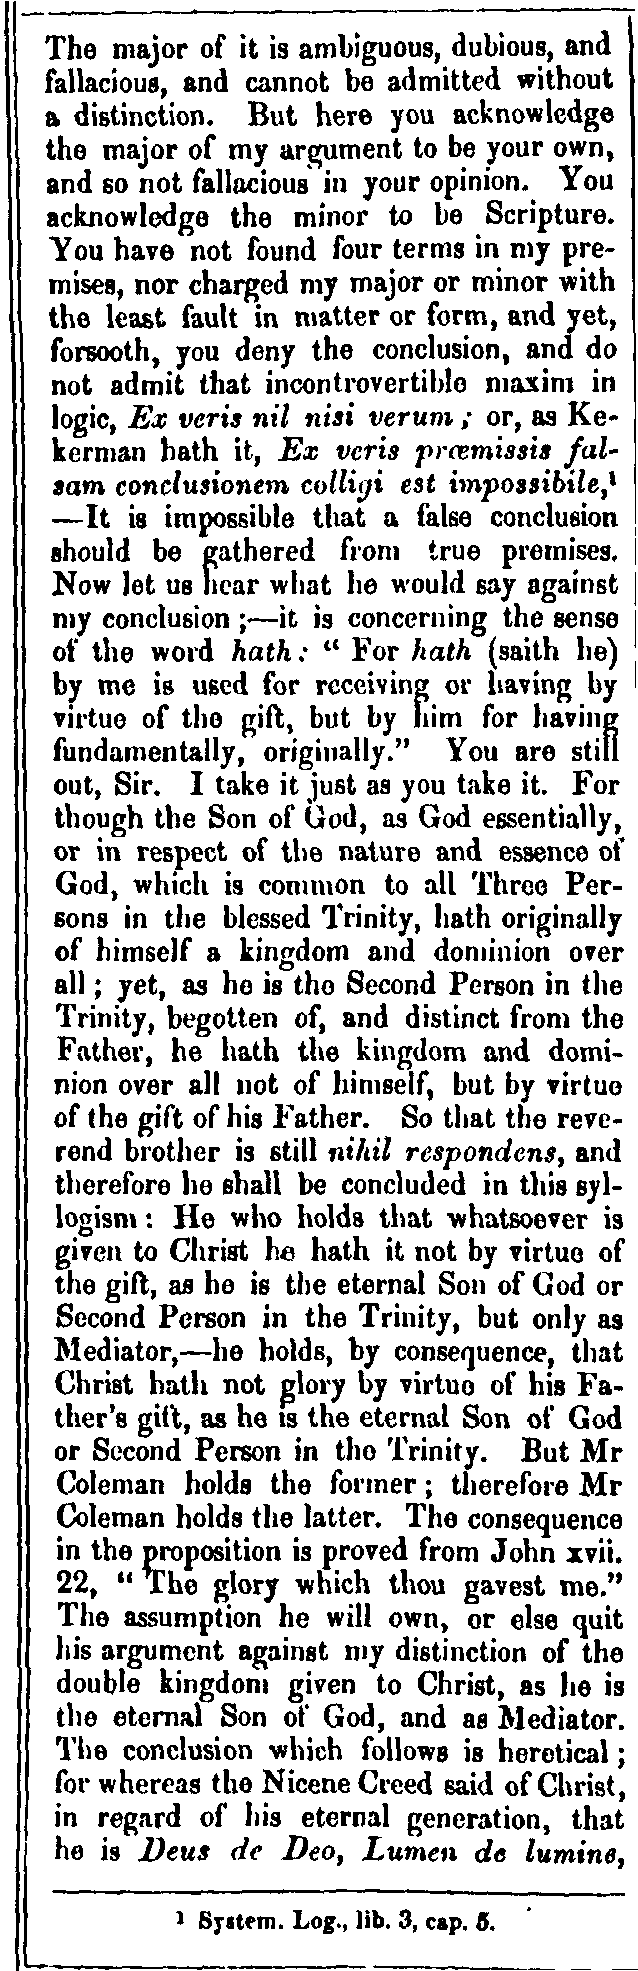 The major of it is ambiguous, dubious, and
fallacious, and cannot be admitted without
a distinction. But here you acknowledge
the major of my argument to be your own,
and so not fallacious in your opinion. You
acknowledge the minor to be Scripture.
You have not found four terms in my pre-
mises, nor charged my major or minor with
the least fault in matter or form, and yet,
forsooth, you deny the conclusion, and do
not admit that incontrovertible maxim in
logic, Ex veris nil nisi verum; or, as Ke-
kerman hath it, Ex veris præmissis fal-
sam conclusionem colligi est impossibile,¹
—It is impossible that a false conclusion
should be gathered from true premises.
Now let us hear what he would say against
my conclusion;—it is concerning the sense
of the word hath: “ For hath (saith he)
by me is used for receiving or having by
virtue of the gift, but by him for having
fundamentally, originally.” You are still
out, Sir. I take it just as you take it. For
though the Son of God, as God essentially,
or in respect of the nature and essence of
God, which is common to all Three Per-
sons in the blessed Trinity, hath originally
of himself a kingdom and dominion over
all; yet, as he is the Second Person in the
Trinity, begotten of, and distinct from the
Father, he hath the kingdom and domi-
nion over all not of himself, but by virtue
of the gift of his Father. So that the reve-
rend brother is still nihil respondens, and
therefore he shall be concluded in this syl-
logism: He who holds that whatsoever is
given to Christ he hath it not by virtue of
the gift, as he is the eternal Son of God or
Second Person in the Trinity, but only as
Mediator,—he holds, by consequence, that
Christ hath not glory by virtue of his Fa-
ther's gift, as he is the eternal Son of God
or Second Person in the Trinity. But Mr
Coleman holds the former; therefore Mr
Coleman holds the latter. The consequence
in the proposition is proved from John xvii.
22, “ The glory which thou gavest me.”
The assumption he will own, or else quit
his argument against my distinction of the
double kingdom given to Christ, as he is
the eternal Son of God, and as Mediator.
The conclusion which follows is heretical;
for whereas the Nicene Creed said of Christ,
in regard of his eternal generation, that
he is Deus de Deo, Lumen de lumine,
¹ System. Log., lib. 3, cap. 5.